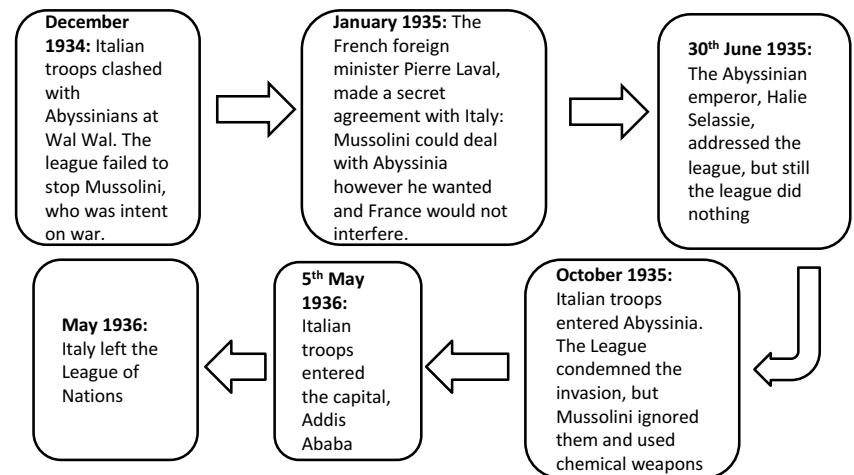 December
1934: Italian
troops clashed
with
Abyssinians at
Wal Wal. The
league failed to
stop Mussolini,
who was intent
on war.
January 1935: The
French foreign
minister Pierre Laval,
made a secret
agreement with Italy:
Mussolini could deal
with Abyssinia
however he wanted
and France would not
interfere.
30th June 1935:
The Abyssinian
emperor, Halie
Selassie,
addressed the
league, but still
the league did
nothing
October 1935:
Italian troops
entered Abyssinia.
The League
condemned the
invasion, but
Mussolini ignored
them and used
chemical weapons
5th May
1936:
Italian
troops
entered
the capital,
Addis
Ababa
May 1936:
Italy left the
League of
Nations